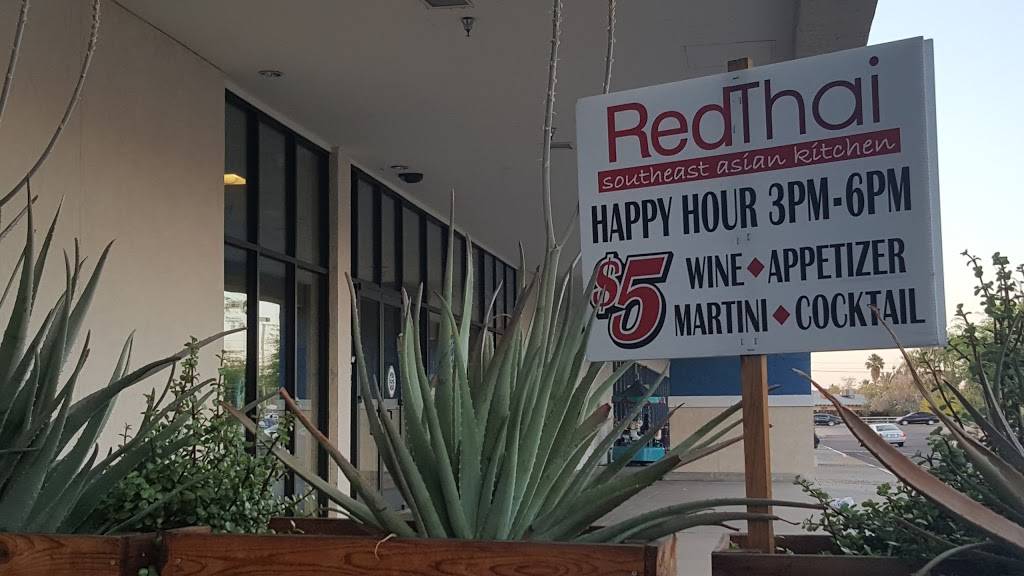 RedThai
southeast asian kitchen
HAPPY HOUR 3PM-6PM
$5 WINE♦APPETIZER
MARTINI♦COCKTAIL